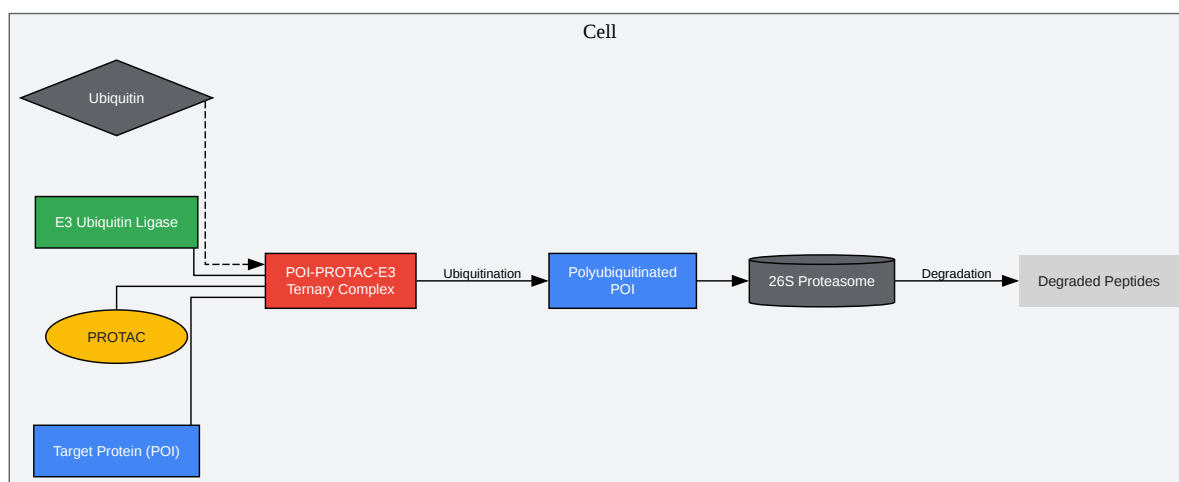 Cell
Ubiquitin
E3 Ubiquitin Ligase
PROTAC
Target Protein (POI)
POI-PROTAC-E3
Ternary Complex
Ubiquitination
Polyubiquitinated
POI
26S Proteasome
Degradation
Degraded Peptides